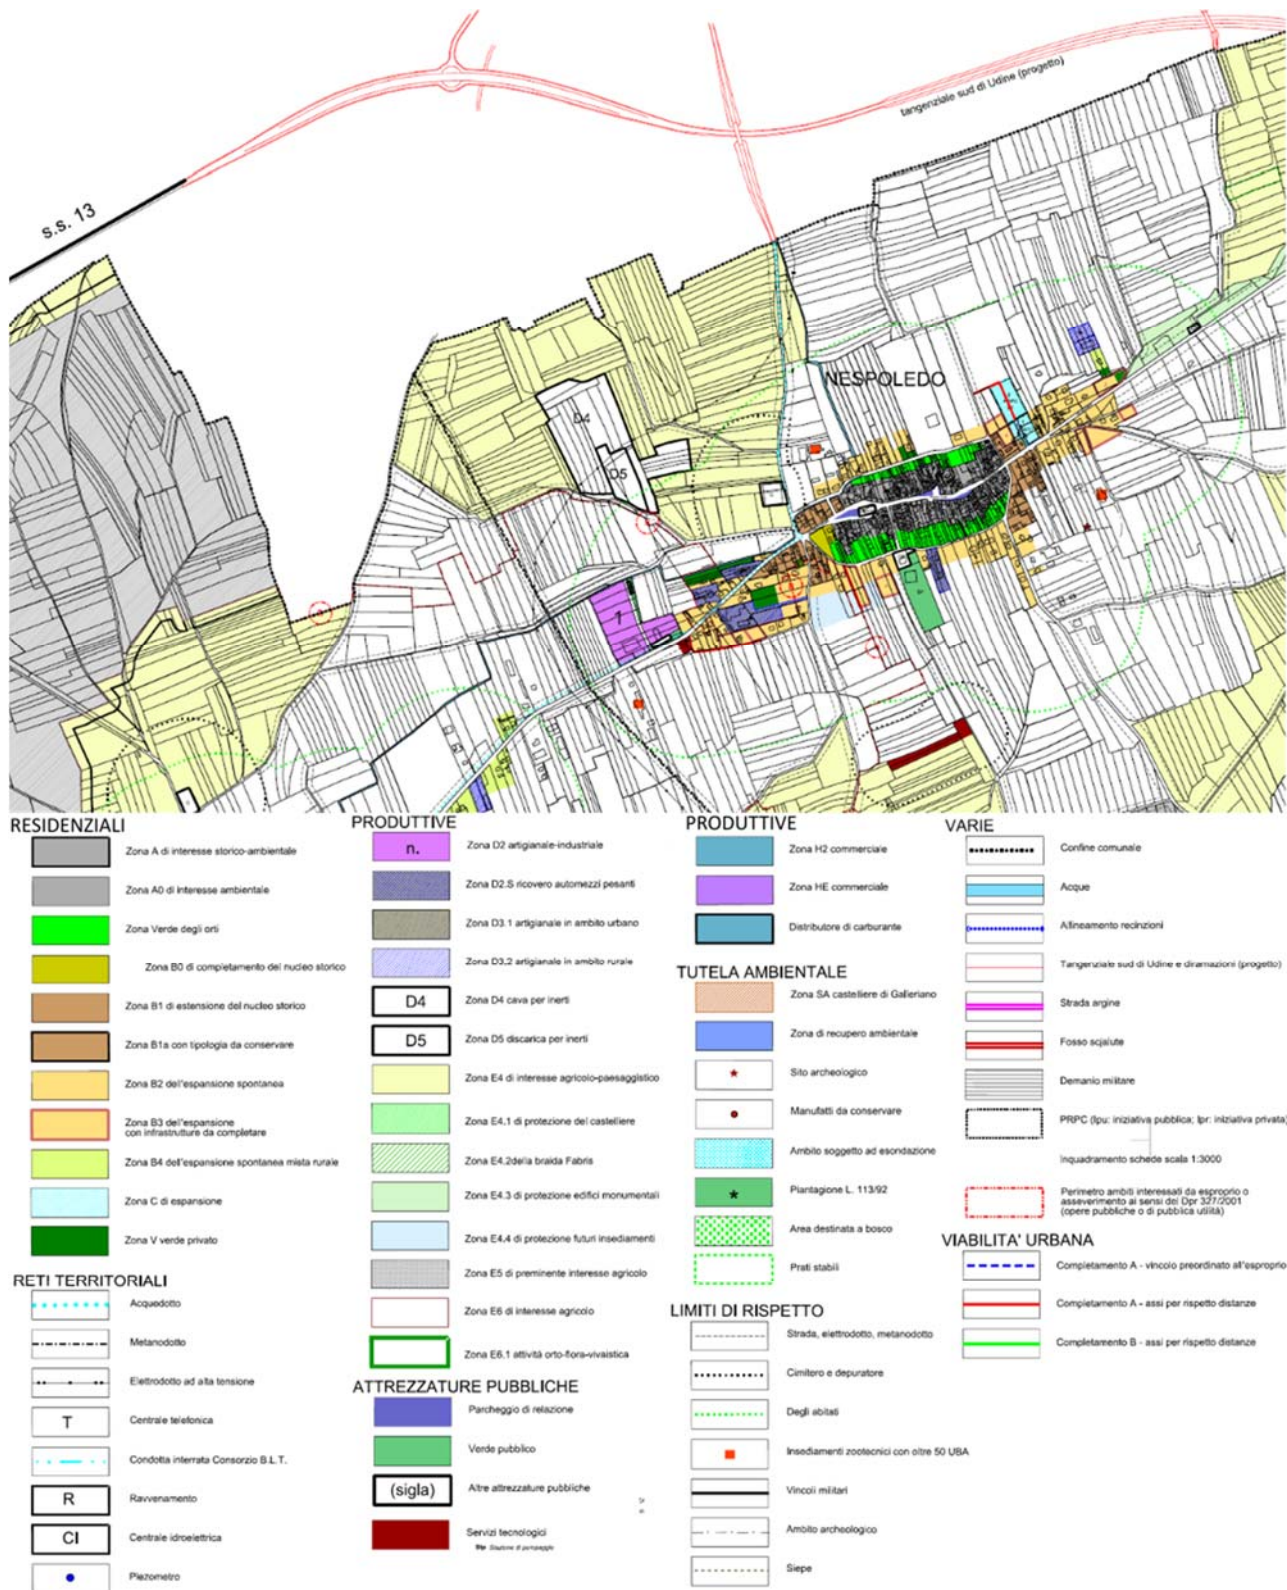 tangenziale sud di Udine (progetto)
s.s. 13
NESPOLEDO
D4
D5
1
RESIDENZIALI
Zona A di interesse storico-ambientale
Zona A0 di interesse ambientale
Zona Verde degli orti
Zona B0 di completamento del nucleo storico
Zona B1 di estensione del nucleo storico
Zona B1a con tipologia da conservare
Zona B2 dell'espansione spontanea
Zona B3 dell'espansione
con infrastrutture da completare
Zona B4 dell'espansione spontanea mista rurale
Zona C di espansione
Zona V verde privato
RETI TERRITORIALI
Acquedotto
Metanodotto
Elettrodotto ad alta tensione
T Centrale telefonica
Condotta interrata Consorzio B.L.T.
R Ravvenamento
CI Centrale idroelettrica
Piezometro
PRODUTTIVE
n. Zona D2 artigianale-industriale
Zona D2.S ricovero automezzi pesanti
Zona D3.1 artigianale in ambito urbano
Zona D3,2 artigianale in ambito rurale
D4 Zona D4 cava per inerti
D5 Zona D5 discarica per inerti
Zona E4 di interesse agricolo-paesaggistico
Zona E4,1 di protezione del castelliere
Zona E4.2della braida Fabris
Zona E4.3 di protezione edifici monumentali
Zona E4,4 di protezione futuri insediamenti
Zona E5 di preminente interesse agricolo
Zona E6 di interesse agricolo
Zona E6,1 attività orto-flora-vivaistica
ATTREZZATURE PUBBLICHE
Parcheggio di relazione
Verde pubblico
(sigla) Altre attrezzature pubbliche
Servizi tecnologici
Stazione di pompaggio
PRODUTTIVE
Zona H2 commerciale
Zona HE commerciale
Distributore di carburante
TUTELA AMBIENTALE
Zona SA castelliere di Galleriano
Zona di recupero ambientale
Sito archeologico
Manufatti da conservare
Ambito soggetto ad esondazione
Piantagione L. 113/92
Area destinata a bosco
Prati stabili
LIMITI DI RISPETTO
Strada, elettrodotto, metanodotto
Cimitero e depuratore
Degli abitati
Insediamenti zootecnici con oltre 50 UBA
Vincoli militari
Ambito archeologico
Siepe
VARIE
Confine comunale
Acque
Allineamento recinzioni
Tangenziale sud di Udine e diramazioni (progetto)
Strada argine
Fosso scjalute
Demanio militare
PRPC (Ipu: iniziativa pubblica; Ipr: iniziativa privata)
Inquadramento schede scala 1:3000
Perimetro ambiti interessati da esproprio o
asseverimento ai sensi del Dpr 327/2001
(opere pubbliche o di pubblica utilità)
VIABILITA' URBANA
Completamento A - vincolo preordinato all'esproprio
Completamento A - assi per rispetto distanze
Completamento B - assi per rispetto distanze